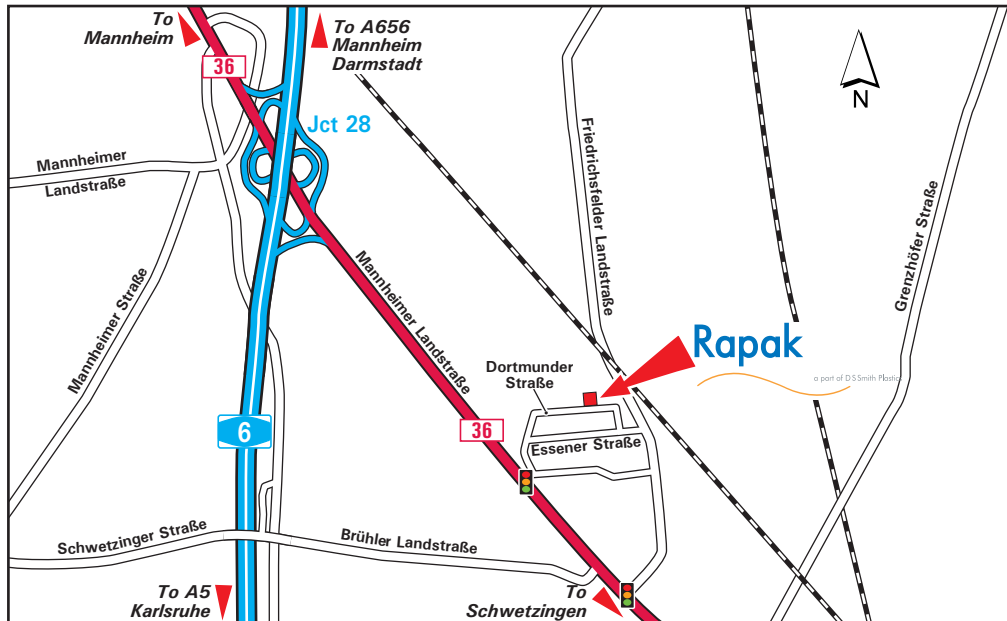 To
Mannheim
To A656
Mannheim
Darmstadt
36
Jct 28
N
Mannheimer
Landstraße
Friedrichsfelder Landstraße
Grenzhöfer Straße
Mannheimer Straße
Mannheimer Landstraße
Rapak
a part of DS Smith Plastic
Dortmunder
Straße
6
36
Essener Straße
Schwetzinger Straße
Brühler Landstraße
To A5
Karlsruhe
To
Schwetzingen